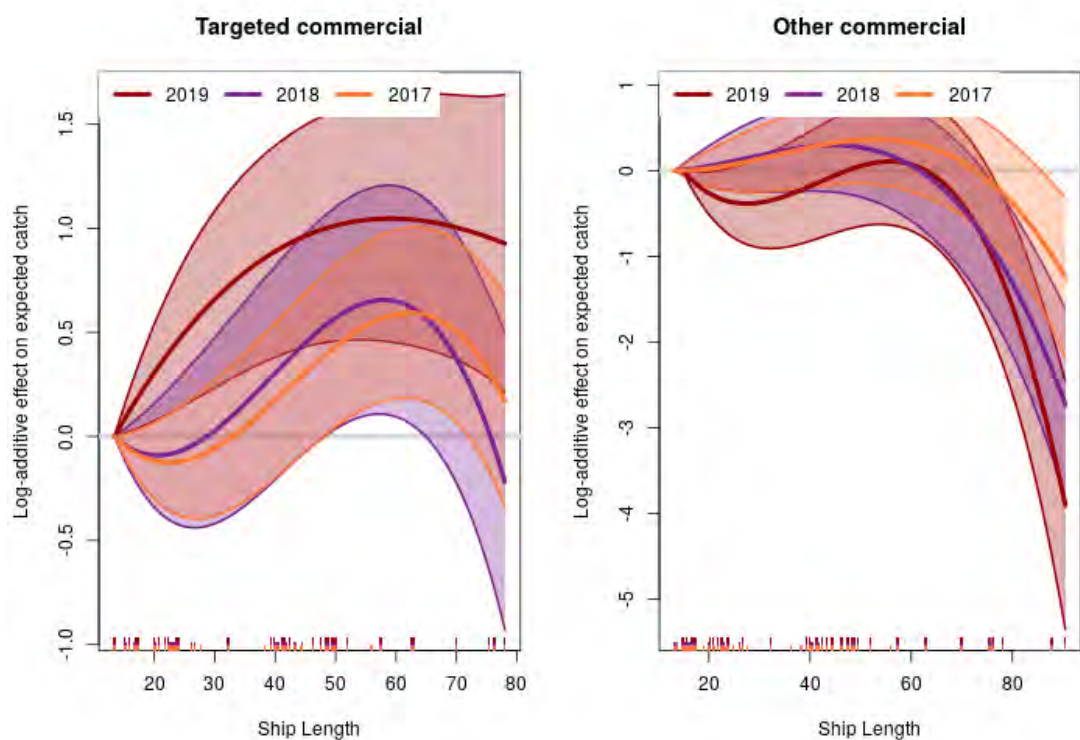 Targeted commercial
2019 2018 2017
Log-additive effect on expected catch
1.5
1.0
0.5
0.0
-0.5
-1.0
20 30 40 50 60 70 80
Ship Length
Other commercial
2019 2018 2017
Log-additive effect on expected catch
1
0
-1
-2
-3
-4
-5
20 40 60 80
Ship Length